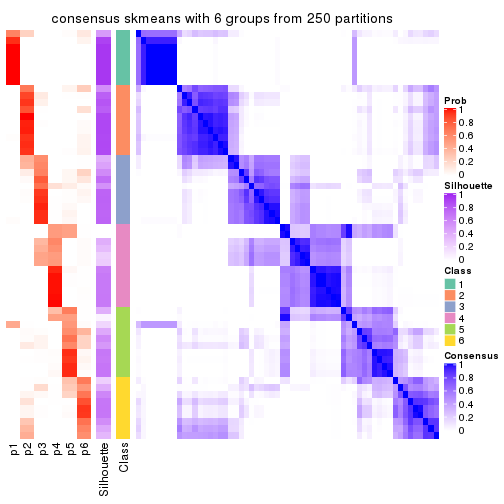 consensus skmeans with 6 groups from 250 partitions
Prob
1
0.8
0.6
0.4
0.2
0
Silhouette
1
0.8
0.6
0.4
0.2
0
Class
1
2
3
4
5
6
Consensus
1
0.8
0.6
0.4
0.2
0
p1
p2
p3
p4
p5
p6
Silhouette
Class